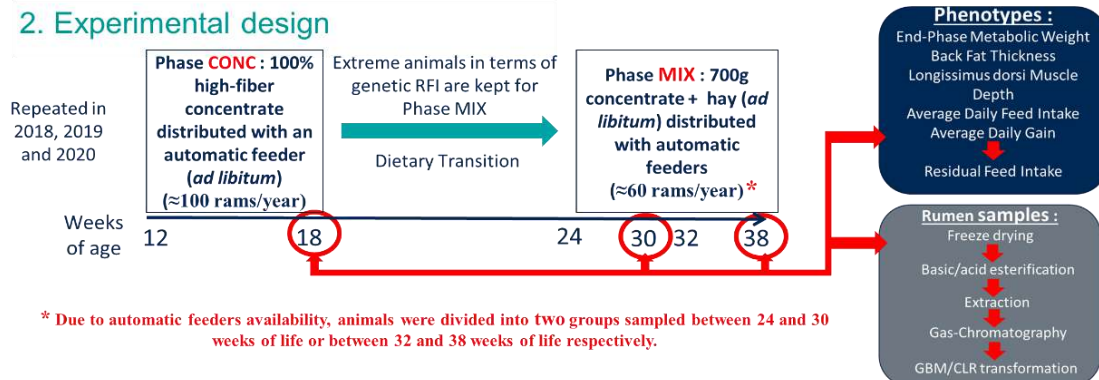 2. Experimental design
Repeated in
2018, 2019
and 2020
Phase CONC : 100%
high-fiber
concentrate
distributed with an
automatic feeder
(ad libitum)
(≈100 rams/year)
Extreme animals in terms of
genetic RFI are kept for
Phase MIX
Dietary Transition
Phase MIX : 700g
concentrate + hay (ad
libitum) distributed
with automatic
feeders
(≈60 rams/year) *
Weeks
of age
12
18
24
30
32
38
* Due to automatic feeders availability, animals were divided into two groups sampled between 24 and 30
weeks of life or between 32 and 38 weeks of life respectively.
Phenotypes :
End-Phase Metabolic Weight
Back Fat Thickness
Longissimus dorsi Muscle
Depth
Average Daily Feed Intake
Average Daily Gain
Residual Feed Intake
Rumen samples :
Freeze drying
Basic/acid esterification
Extraction
Gas-Chromatography
GBM/CLR transformation